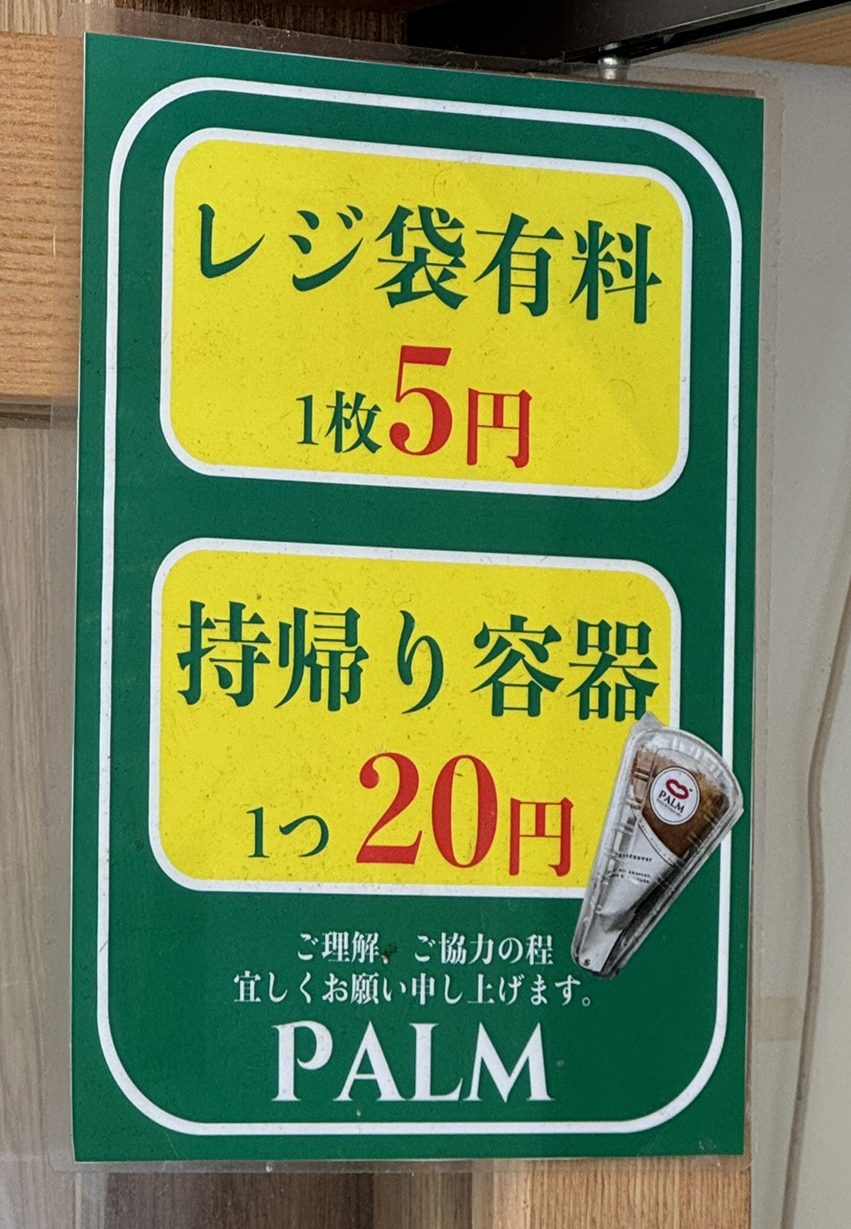 レジ袋有料
1枚5円
持帰り容器
1つ 20円
PALM
ご理解、ご協力の程
宜しくお願い申し上げます。
PALM